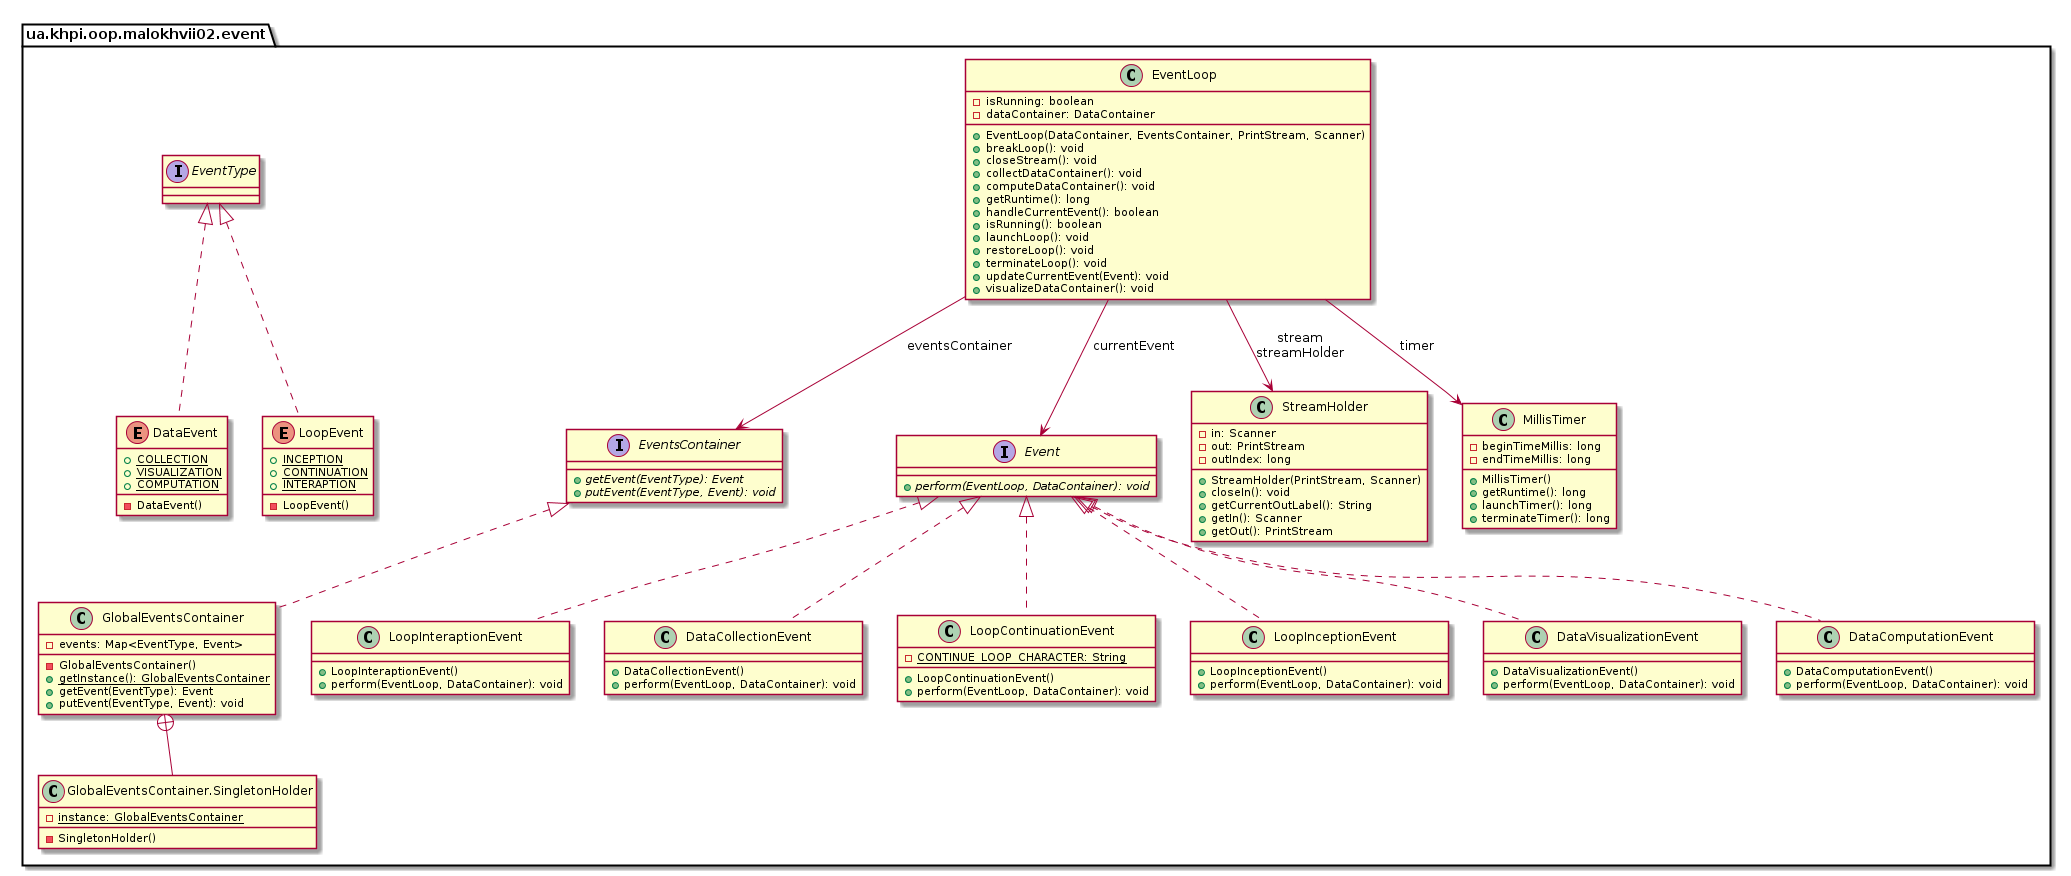 ua.khpi.oop.malokhvii02.event
C EventLoop
isRunning: boolean
dataContainer: DataContainer
EventLoop(DataContainer, EventsContainer, PrintStream, Scanner)
breakLoop(): void
closeStream(): void
collectDataContainer(): void
computeDataContainer(): void
getRuntime(): long
handleCurrentEvent(): boolean
isRunning(): boolean
launchLoop(): void
restoreLoop(): void
terminateLoop(): void
updateCurrentEvent(Event): void
visualizeDataContainer(): void
I EventType
eventsContainer
currentEvent
stream
streamHolder
timer
E DataEvent
COLLECTION
VISUALIZATION
COMPUTATION
DataEvent()
E LoopEvent
INCEPTION
CONTINUATION
INTERAPTION
LoopEvent()
I EventsContainer
getEvent(EventType): Event
putEvent(EventType, Event): void
I Event
perform(EventLoop, DataContainer): void
C StreamHolder
in: Scanner
out: PrintStream
outIndex: long
StreamHolder(PrintStream, Scanner)
closeIn(): void
getCurrentOutLabel(): String
getIn(): Scanner
getOut(): PrintStream
C MillisTimer
beginTimeMillis: long
endTimeMillis: long
MillisTimer()
getRuntime(): long
launchTimer(): long
terminateTimer(): long
C GlobalEventsContainer
events: Map<EventType, Event>
GlobalEventsContainer()
getInstance(): GlobalEventsContainer
getEvent(EventType): Event
putEvent(EventType, Event): void
C LoopInteraptionEvent
LoopInteraptionEvent()
perform(EventLoop, DataContainer): void
C DataCollectionEvent
DataCollectionEvent()
perform(EventLoop, DataContainer): void
C LoopContinuationEvent
CONTINUE_LOOP_CHARACTER: String
LoopContinuationEvent()
perform(EventLoop, DataContainer): void
C LoopInceptionEvent
LoopInceptionEvent()
perform(EventLoop, DataContainer): void
C DataVisualizationEvent
DataVisualizationEvent()
perform(EventLoop, DataContainer): void
C DataComputationEvent
DataComputationEvent()
perform(EventLoop, DataContainer): void
C GlobalEventsContainer.SingletonHolder
instance: GlobalEventsContainer
SingletonHolder()